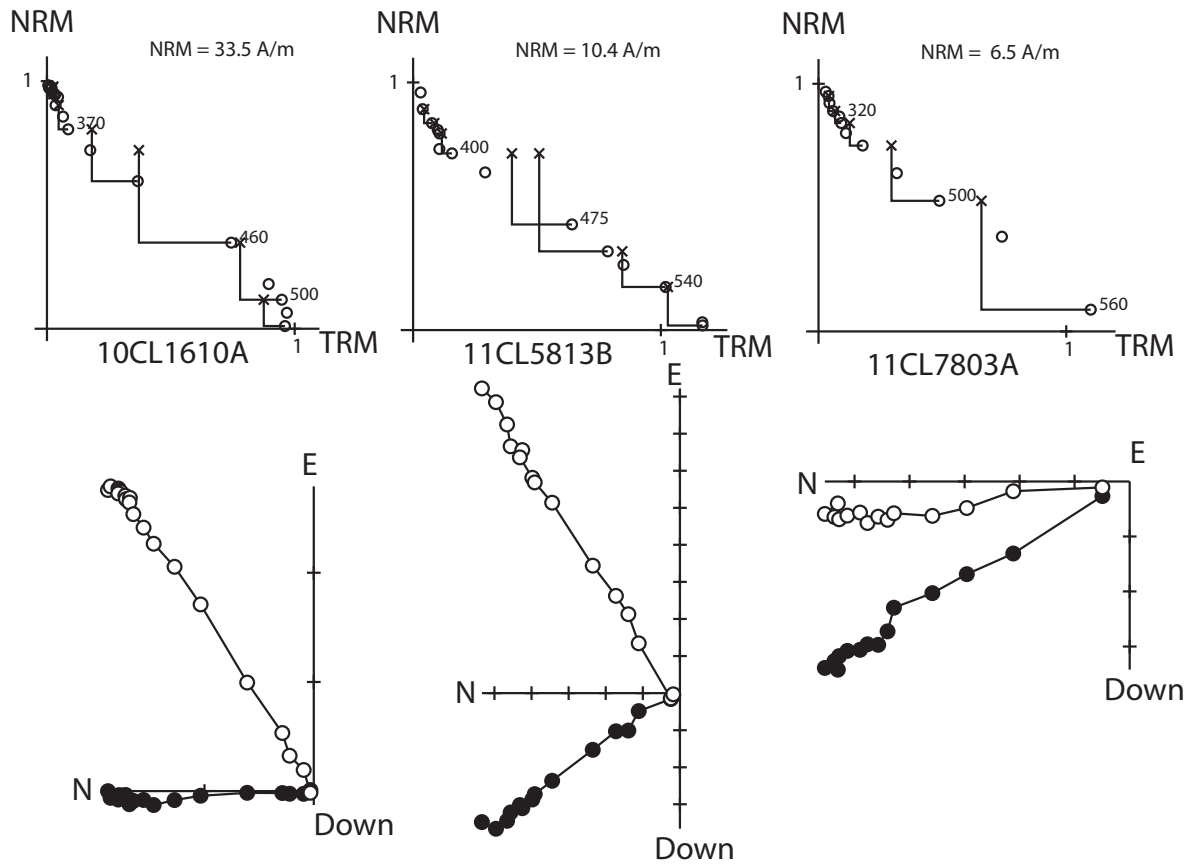 NRM
NRM = 33.5 A/m
1
370
460
500
1
TRM
10CL1610A
NRM
NRM = 10.4 A/m
1
400
475
540
1
TRM
11CL5813B
NRM
NRM = 6.5 A/m
1
320
500
560
1
TRM
11CL7803A
E
N
Down
E
N
Down
E
N
Down